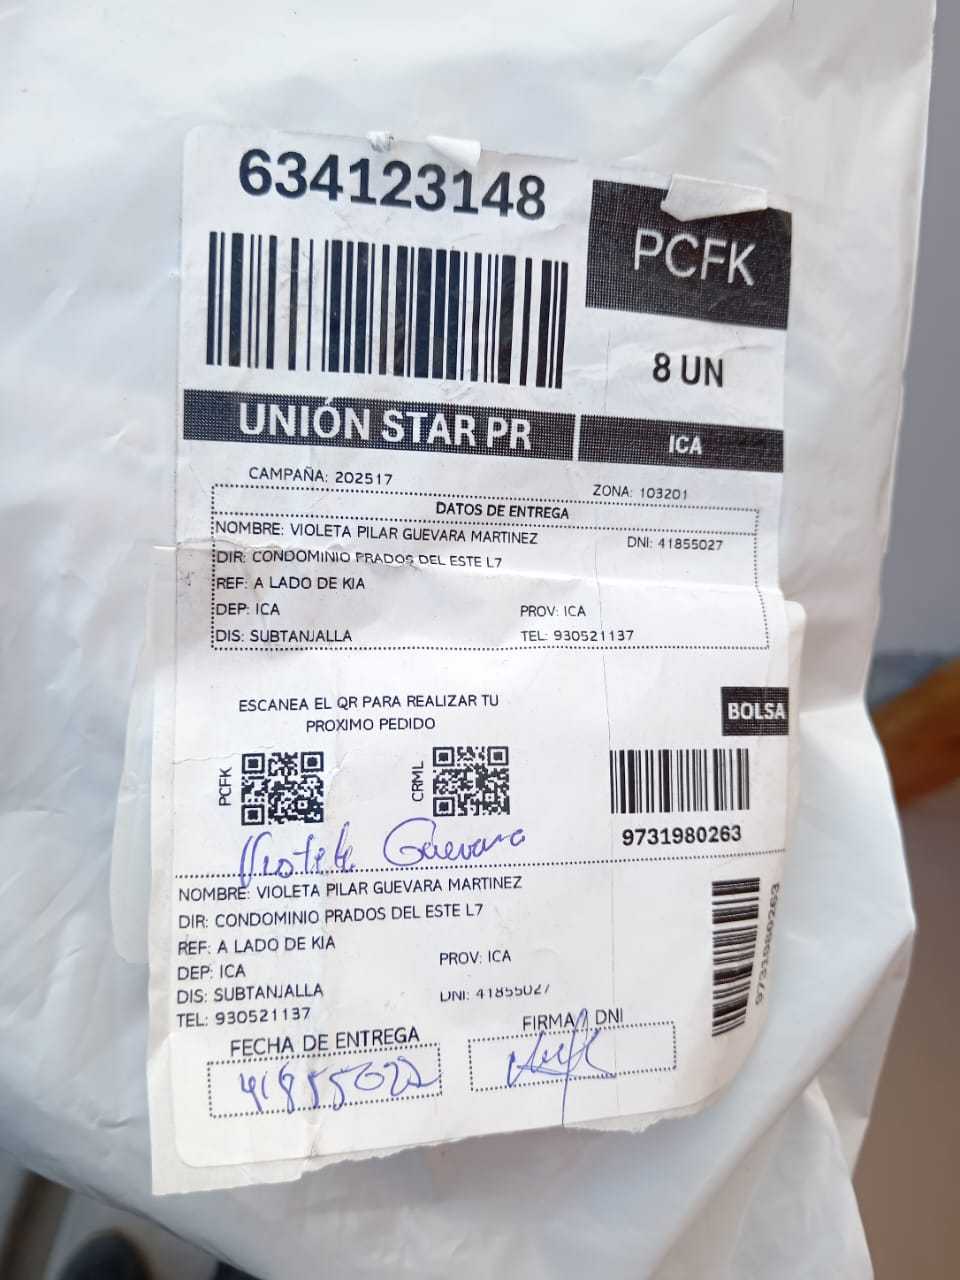 634123148
PCFK
8 UN
UNIÓN STAR PR
ICA
CAMPAÑA: 202517
ZONA: 103201
DATOS DE ENTREGA
NOMBRE: VIOLETA PILAR GUEVARA MARTINEZ DNI: 41855027
DIR: CONDOMINIO PRADOS DEL ESTE L7
REF: A LADO DE KIA
DEP: ICA PROV: ICA
DIS: SUBTANJALLA TEL: 930521137
ESCANEA EL QR PARA REALIZAR TU
PROXIMO PEDIDO
BOLSA
PCFK
CRML
9731980263
Guevara
NOMBRE: VIOLETA PILAR GUEVARA MARTINEZ
DIR: CONDOMINIO PRADOS DEL ESTE L7
REF: A LADO DE KIA
DEP: ICA PROV: ICA
DIS: SUBTANJALLA DNI: 41855027
TEL: 930521137
9731980263
FECHA DE ENTREGA
FIRMA / DNI